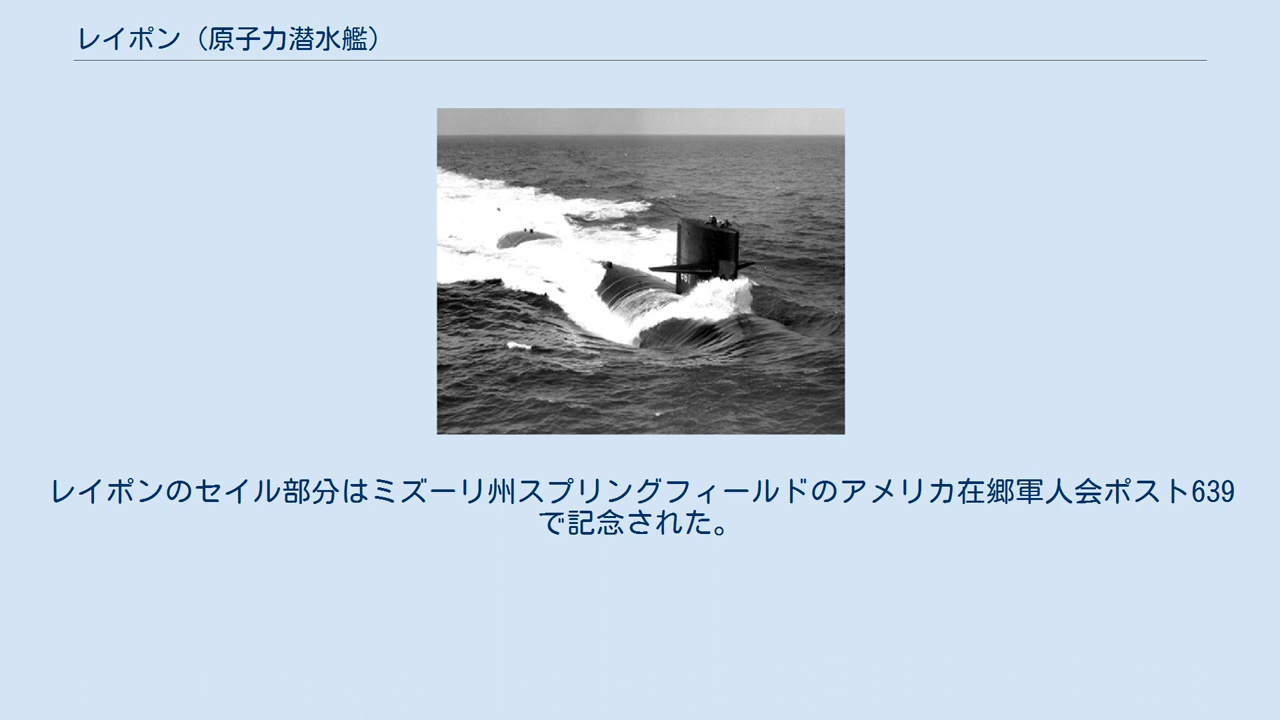 レイポン（原子力潜水艦）
レイポンのセイル部分はミズーリ州スプリングフィールドのアメリカ在郷軍人会ポスト639
で記念された。